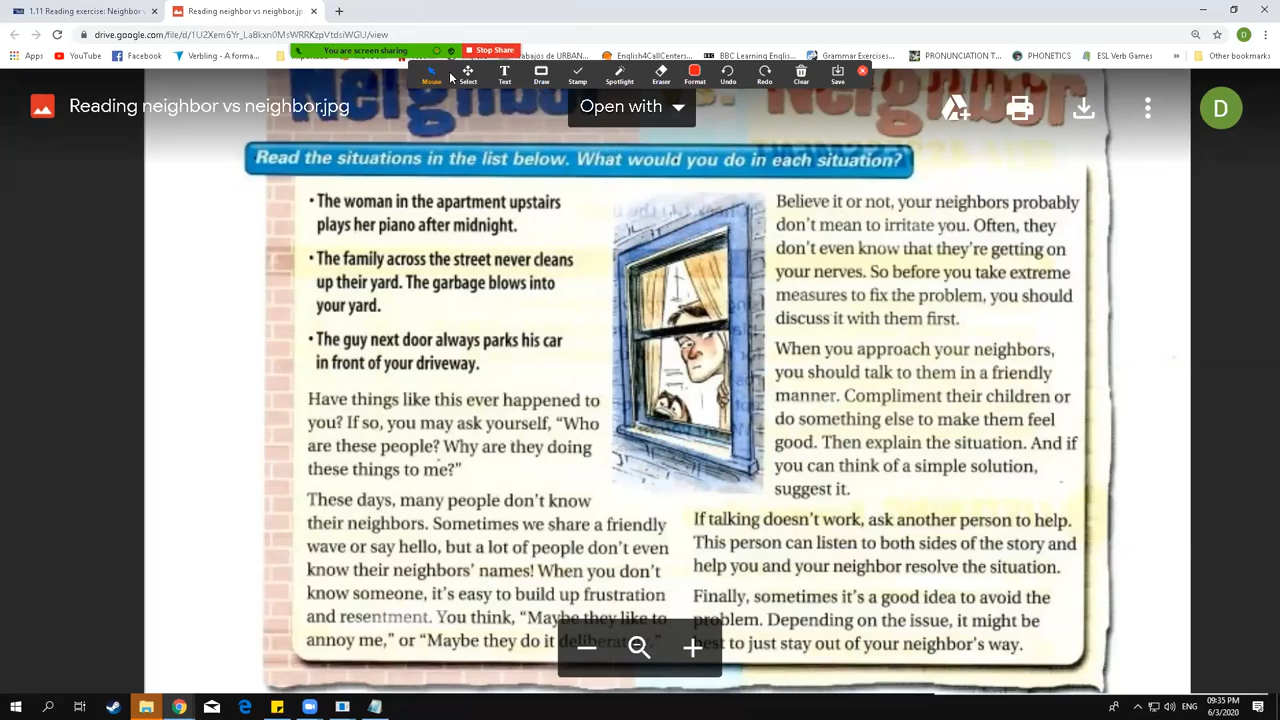 1.11 Reading exercise: Neighbor
Reading neighbor vs neighbor.jpg
drive.google.com/file/d/1U2Xem6Yr_La8kxn0MsWRRKzpVtdsiWGU/view
You are screen sharing
Stop Share
Apps
YouTube
Facebook
Verbling - A forma...
Trabajos de URBAN...
English4CallCenters...
BBC Learning English
Grammar Exercises...
PRONUNCIATION T...
PHONETICS
ESL Verb Games
Other bookmarks
Mouse
Select
Text
Draw
Stamp
Spotlight
Eraser
Format
Undo
Redo
Clear
Save
Reading neighbor vs neighbor.jpg
Open with
D
Read the situations in the list below. What would you do in each situation?
• The woman in the apartment upstairs
plays her piano after midnight.
• The family across the street never cleans
up their yard. The garbage blows into
your yard.
• The guy next door always parks his car
in front of your driveway.
Have things like this ever happened to
you? If so, you may ask yourself, “Who
are these people? Why are they doing
these things to me?”
These days, many people don’t know
their neighbors. Sometimes we share a friendly
wave or say hello, but a lot of people don’t even
know their neighbors’ names! When you don’t
know someone, it’s easy to build up frustration
and resentment. You think, “Maybe they like to
annoy me,” or “Maybe they do it
Believe it or not, your neighbors probably
don’t mean to irritate you. Often, they
don’t even know that they’re getting on
your nerves. So before you take extreme
measures to fix the problem, you should
discuss it with them first.
When you approach your neighbors,
you should talk to them in a friendly
manner. Compliment their children or
do something else to make them feel
good. Then explain the situation. And if
you can think of a simple solution,
suggest it.
If talking doesn’t work, ask another person to help.
This person can listen to both sides of the story and
help you and your neighbor resolve the situation.
Finally, sometimes it’s a good idea to avoid the
problem. Depending on the issue, it might be
best to just stay out of your neighbor’s way.
09:35 PM
6/3/2020